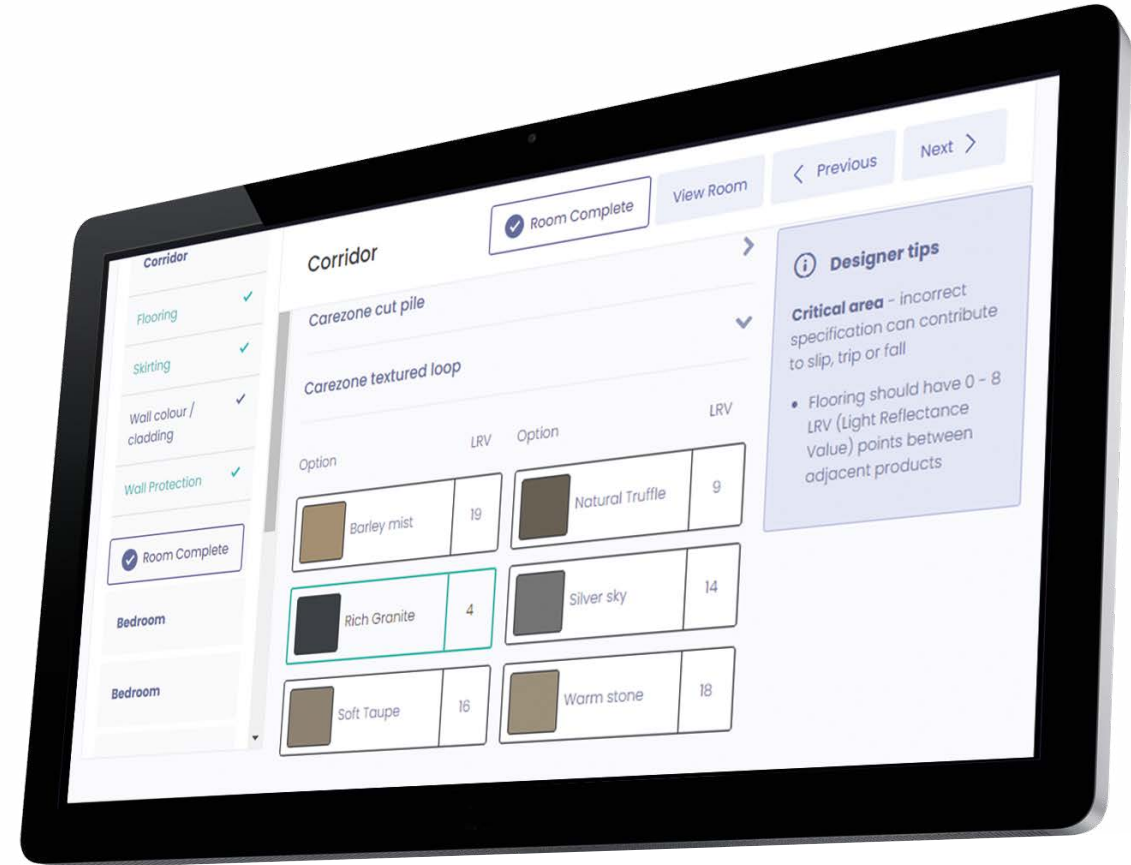 Corridor
Flooring
Skirting
Wall colour /
cladding
Wall Protection
Room Complete
Bedroom
Bedroom
Corridor
Room Complete
View Room
Previous
Next
Carezone cut pile
Carezone textured loop
Option
LRV
Option
LRV
Barley mist
19
Natural Truffle
9
Rich Granite
4
Silver sky
14
Soft Taupe
16
Warm stone
18
Designer tips
Critical area - incorrect
specification can contribute
to slip, trip or fall
• Flooring should have 0 - 8
LRV (Light Reflectance
Value) points between
adjacent products